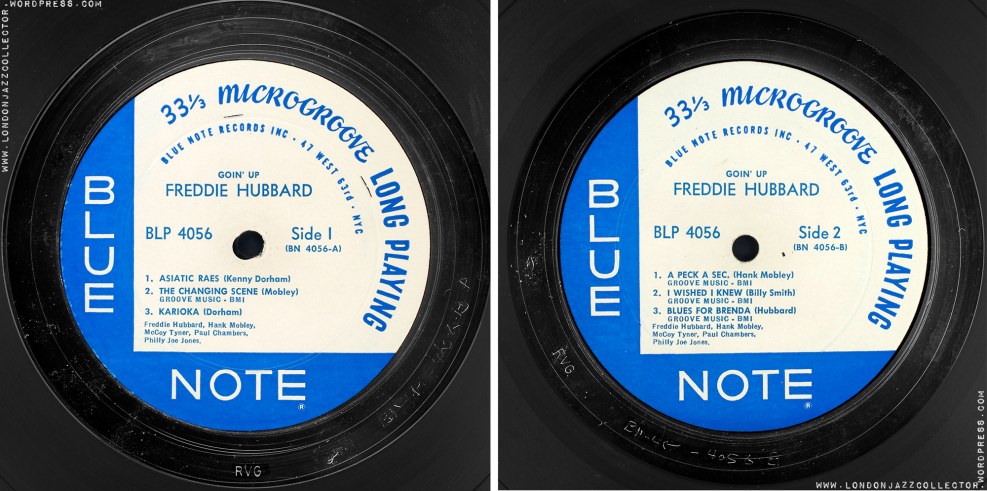 WWW.LONDONJAZZCOLLECTOR.WORDPRESS.COM
33⅓ MICROGROOVE LONG PLAYING
BLUE NOTE RECORDS INC · 47 WEST 63rd · NYC
GOIN' UP
FREDDIE HUBBARD
BLP 4056 Side 1
(BN 4056-A)
1. ASIATIC RAES (Kenny Dorham)
2. THE CHANGING SCENE (Mobley)
GROOVE MUSIC - BMI
3. KARIOKA (Dorham)
Freddie Hubbard, Hank Mobley,
McCoy Tyner, Paul Chambers,
Philly Joe Jones.
BLUE
NOTE
®
RVG
33⅓ MICROGROOVE LONG PLAYING
BLUE NOTE RECORDS INC · 47 WEST 63rd · NYC
GOIN' UP
FREDDIE HUBBARD
BLP 4056 Side 2
(BN 4056-B)
1. A PECK A SEC. (Hank Mobley)
GROOVE MUSIC - BMI
2. I WISHED I KNEW (Billy Smith)
GROOVE MUSIC - BMI
3. BLUES FOR BRENDA (Hubbard)
GROOVE MUSIC - BMI
Freddie Hubbard, Hank Mobley,
McCoy Tyner, Paul Chambers,
Philly Joe Jones.
BLUE
NOTE
®
RVG
WWW.LONDONJAZZCOLLECTOR.WORDPRESS.COM